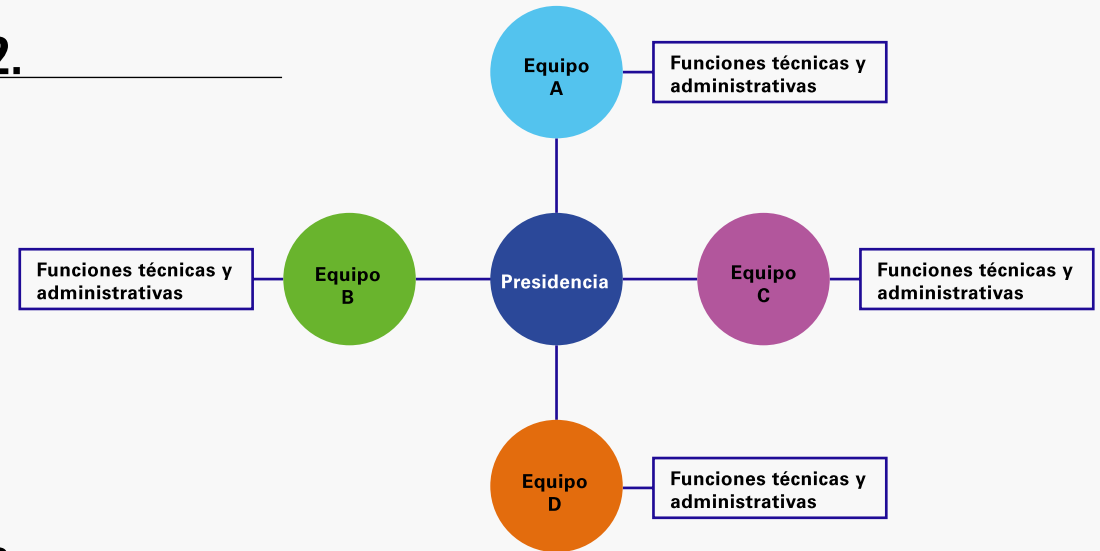 2.
Equipo
A
Funciones técnicas y
administrativas
Funciones técnicas y
administrativas
Equipo
B
Presidencia
Equipo
C
Funciones técnicas y
administrativas
Equipo
D
Funciones técnicas y
administrativas